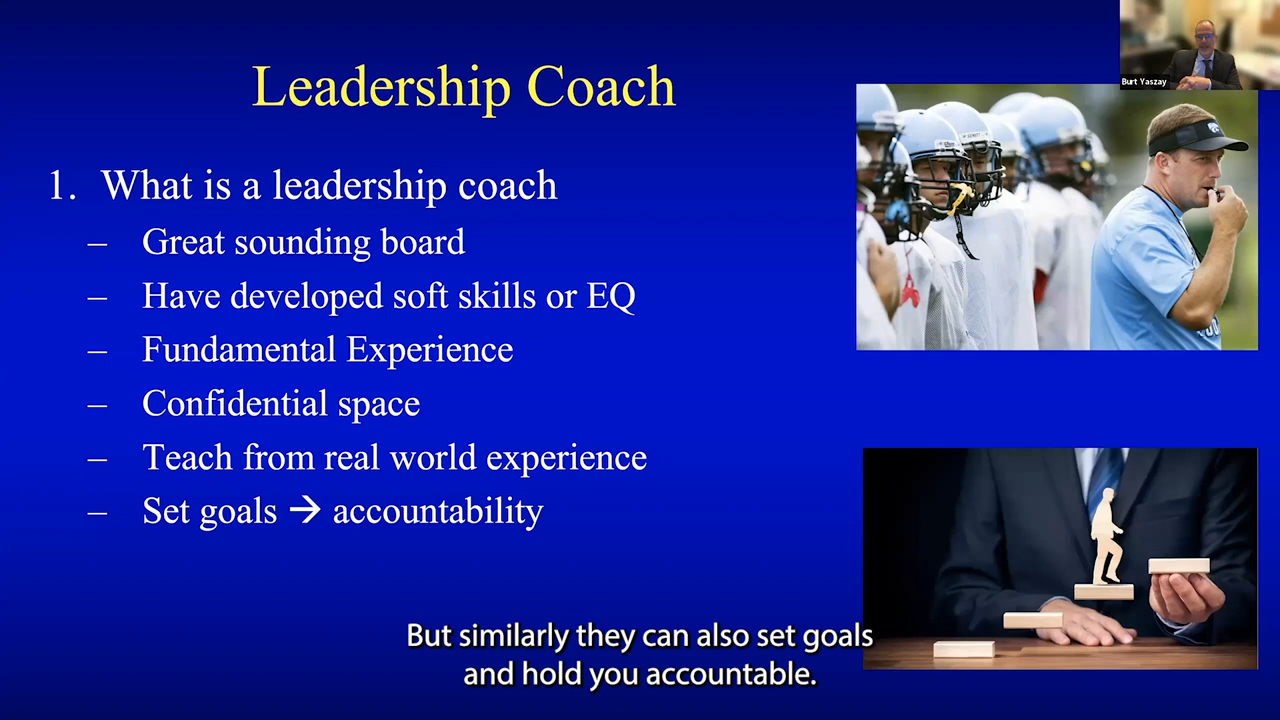 Leadership Coach
Burt Yaszay
1. What is a leadership coach
– Great sounding board
– Have developed soft skills or EQ
– Fundamental Experience
– Confidential space
– Teach from real world experience
– Set goals → accountability
But similarly they can also set goals
and hold you accountable.